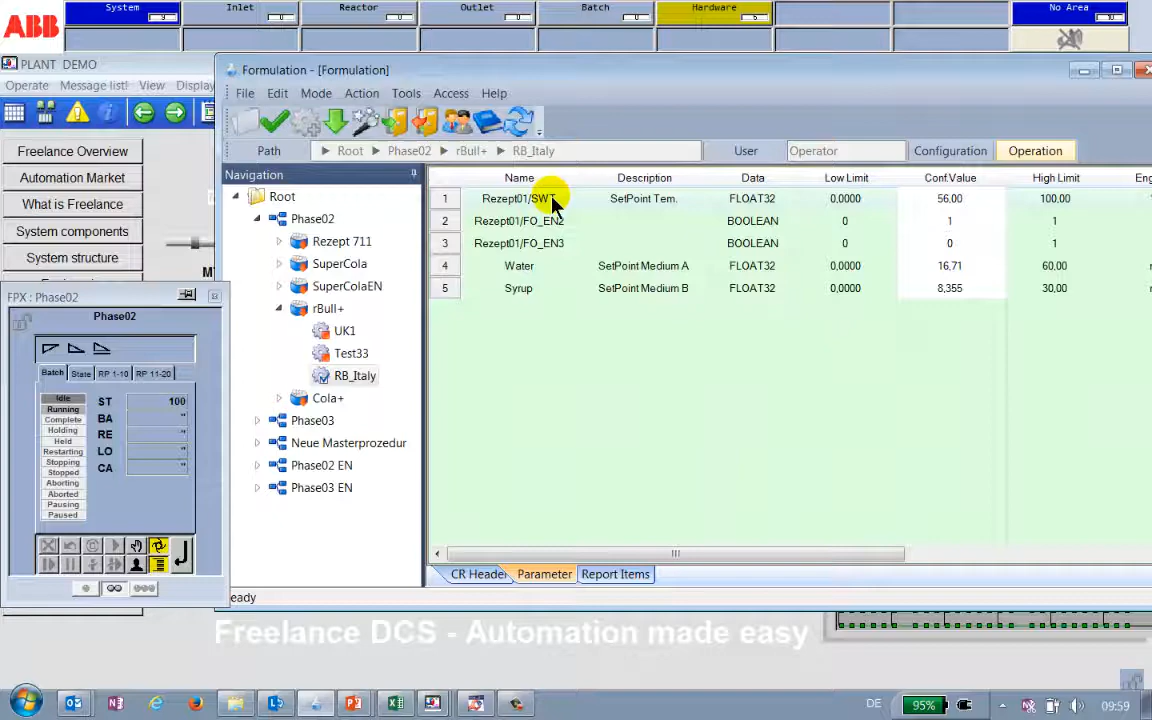 ABB
System
Inlet
Reactor
Outlet
Batch
Hardware
No Area
PLANT DEMO
Operate Message list! View Display
Freelance Overview
Automation Market
What is Freelance
System components
System structure
Formulation - [Formulation]
File Edit Mode Action Tools Access Help
Path Root Phase02 rBull+ RB_Italy User Operator Configuration Operation
Navigation
Root
Phase02
Rezept 711
SuperCola
SuperColaEN
rBull+
UK1
Test33
RB_Italy
Cola+
Phase03
Neue Masterprozedur
Phase02 EN
Phase03 EN
Name Description Data Low Limit Conf.Value High Limit
1 Rezept01/SWT SetPoint Tem. FLOAT32 0,0000 56,00 100,00
2 Rezept01/FO_EN2 BOOLEAN 0 1 1
3 Rezept01/FO_EN3 BOOLEAN 0 0 1
4 Water SetPoint Medium A FLOAT32 0,0000 16,71 60,00
5 Syrup SetPoint Medium B FLOAT32 0,0000 8,355 30,00
CR Header Parameter Report Items
eady
FPX : Phase02
Phase02
Batch State RP 1-10 RP 11-20
Idle
Running
Complete
Holding
Held
Restarting
Stopping
Stopped
Aborting
Aborted
Pausing
Paused
ST 100
BA "
RE "
LO "
CA "
Freelance DCS - Automation made easy
DE 95% 09:59